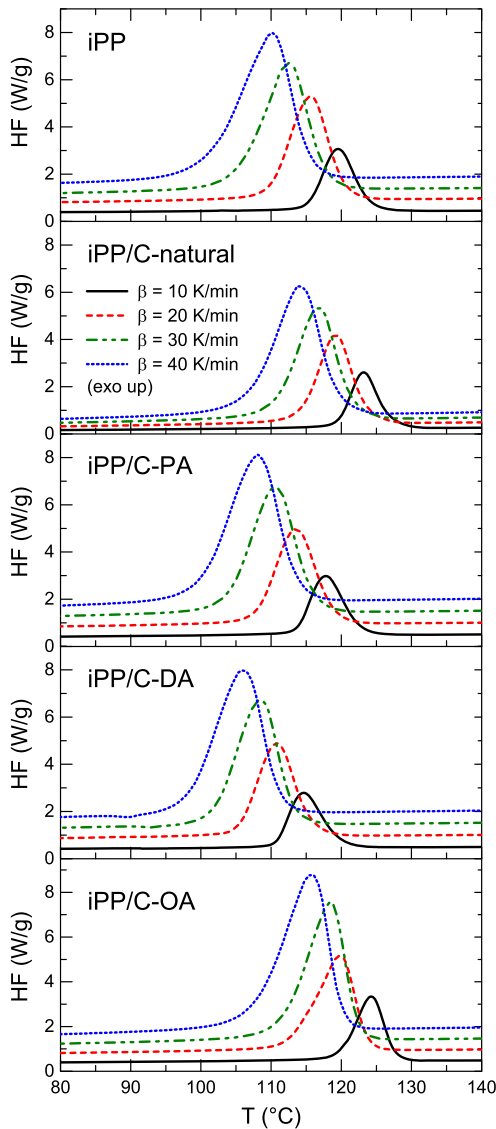 iPP
HF (W/g)
8
6
4
2
0
iPP/C-natural
β = 10 K/min
β = 20 K/min
β = 30 K/min
β = 40 K/min
(exo up)
HF (W/g)
8
6
4
2
0
iPP/C-PA
HF (W/g)
8
6
4
2
0
iPP/C-DA
HF (W/g)
8
6
4
2
0
iPP/C-OA
HF (W/g)
8
6
4
2
0
80 90 100 110 120 130 140
T (°C)